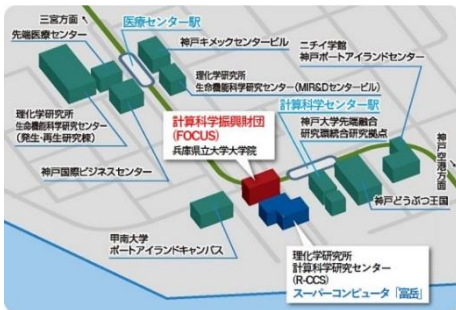 三宮方面
医療センター駅
先端医療センター
神戸キメックセンタービル
ニチイ学館
神戸ポートアイランドセンター
理化学研究所
生命機能科学研究センター(MIR&Dセンタービル)
計算科学センター駅
理化学研究所
生命機能科学研究センター
(発生・再生研究棟)
計算科学振興財団
(FOCUS)
兵庫県立大学大学院
神戸大学先端融合
研究環統合研究拠点
神戸空港方面
神戸国際ビジネスセンター
神戸どうぶつ王国
甲南大学
ポートアイランドキャンパス
理化学研究所
計算科学研究センター
(R-CCS)
スーパーコンピュータ「富岳」